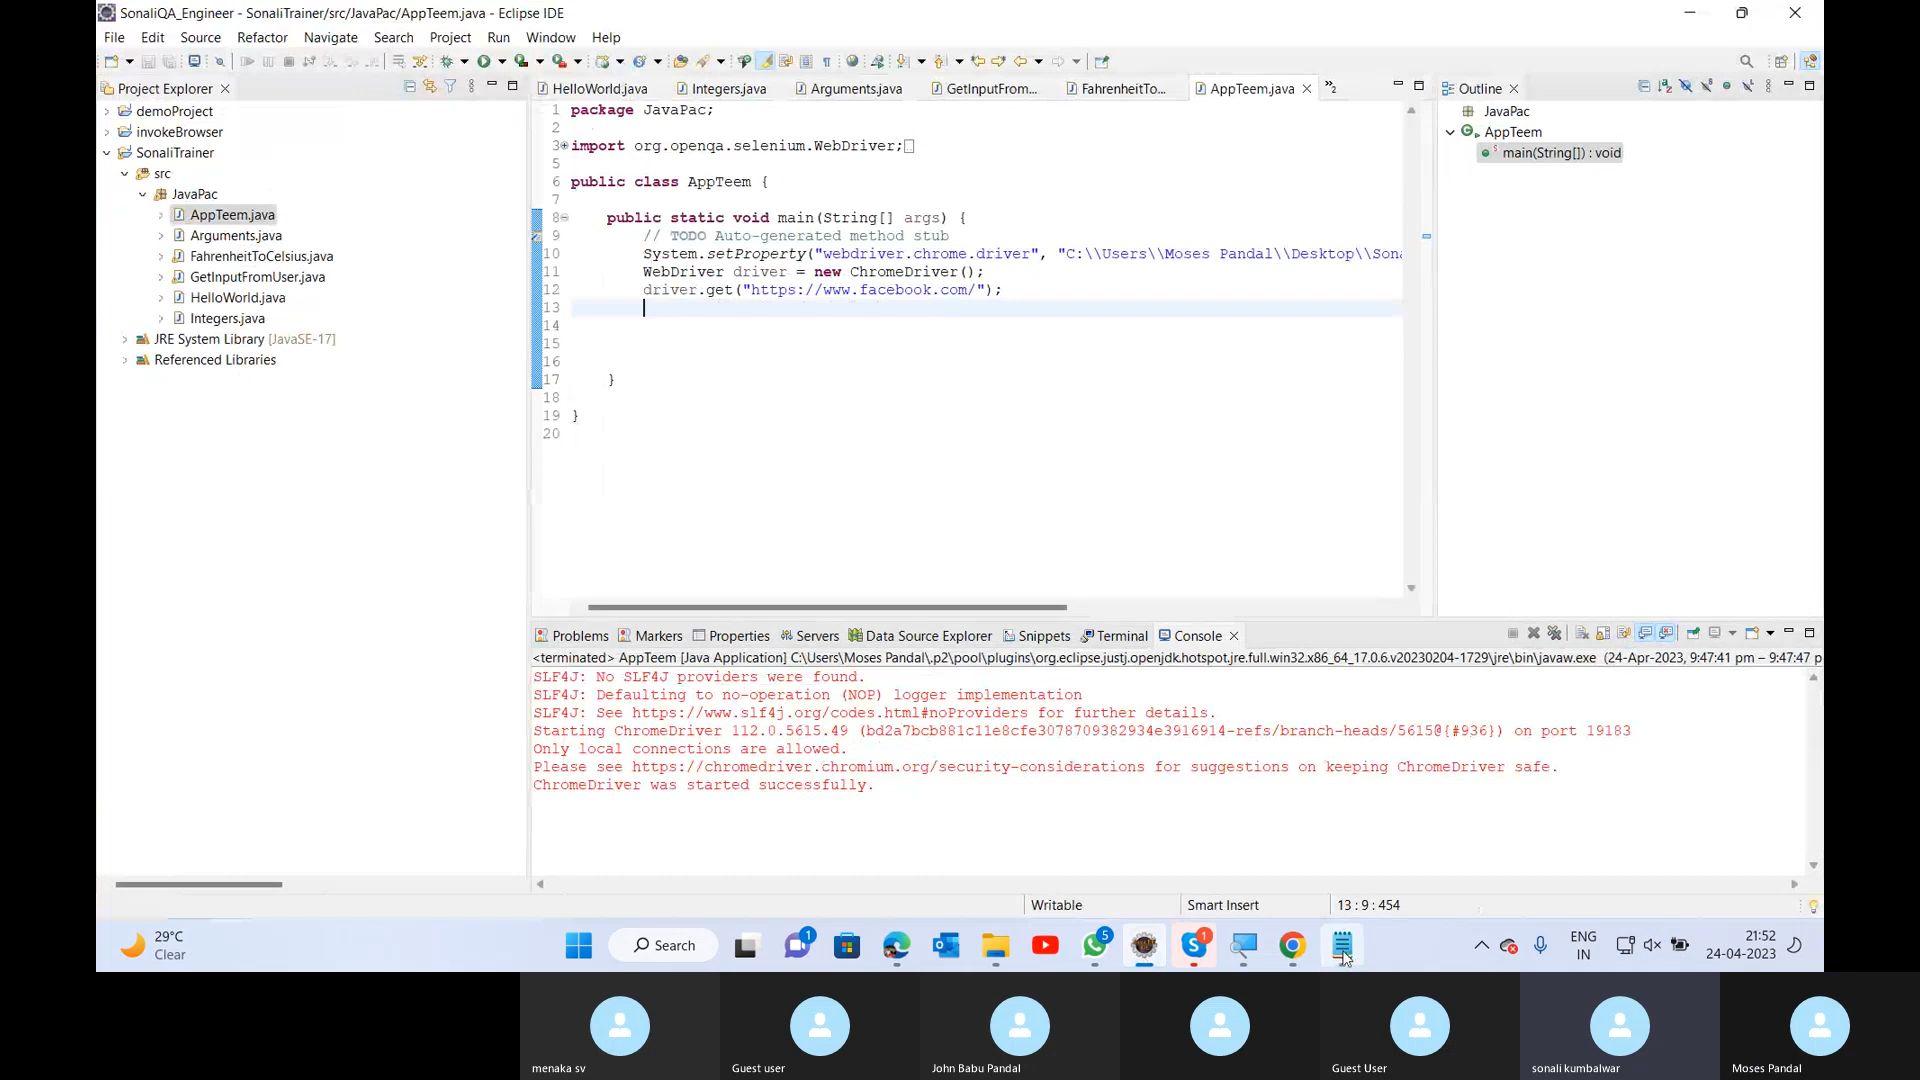 SonaliQA_Engineer - SonaliTrainer/src/JavaPac/AppTeem.java - Eclipse IDE
File Edit Source Refactor Navigate Search Project Run Window Help
Project Explorer
demoProject
invokeBrowser
SonaliTrainer
src
JavaPac
AppTeem.java
Arguments.java
FahrenheitToCelsius.java
GetInputFromUser.java
HelloWorld.java
Integers.java
JRE System Library [JavaSE-17]
Referenced Libraries
HelloWorld.java Integers.java Arguments.java GetInputFrom... FahrenheitTo... AppTeem.java »2
1 package JavaPac;
2
3 import org.openqa.selenium.WebDriver;
5
6 public class AppTeem {
7
8 public static void main(String[] args) {
9 // TODO Auto-generated method stub
10 System.setProperty("webdriver.chrome.driver", "C:\\Users\\Moses Pandal\\Desktop\\Sona
11 WebDriver driver = new ChromeDriver();
12 driver.get("https://www.facebook.com/");
13
14
15
16
17 }
18
19 }
20
Outline
JavaPac
AppTeem
main(String[]) : void
Problems Markers Properties Servers Data Source Explorer Snippets Terminal Console
<terminated> AppTeem [Java Application] C:\Users\Moses Pandal\.p2\pool\plugins\org.eclipse.justj.openjdk.hotspot.jre.full.win32.x86_64_17.0.6.v20230204-1729\jre\bin\javaw.exe (24-Apr-2023, 9:47:41 pm – 9:47:47 p
SLF4J: No SLF4J providers were found.
SLF4J: Defaulting to no-operation (NOP) logger implementation
SLF4J: See https://www.slf4j.org/codes.html#noProviders for further details.
Starting ChromeDriver 112.0.5615.49 (bd2a7bcb881c11e8cfe3078709382934e3916914-refs/branch-heads/5615@{#936}) on port 19183
Only local connections are allowed.
Please see https://chromedriver.chromium.org/security-considerations for suggestions on keeping ChromeDriver safe.
ChromeDriver was started successfully.
Writable Smart Insert 13 : 9 : 454
29°C
Clear
Search
1
5
1
ENG
IN
21:52
24-04-2023
menaka sv
Guest user
John Babu Pandal
Guest User
sonali kumbalwar
Moses Pandal